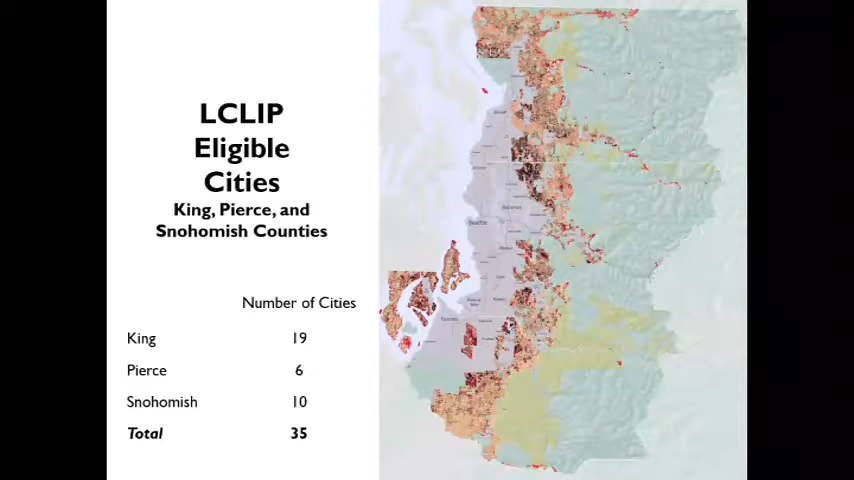 LCLIP
Eligible
Cities
King, Pierce, and
Snohomish Counties
Number of Cities
King 19
Pierce 6
Snohomish 10
Total 35
Seattle